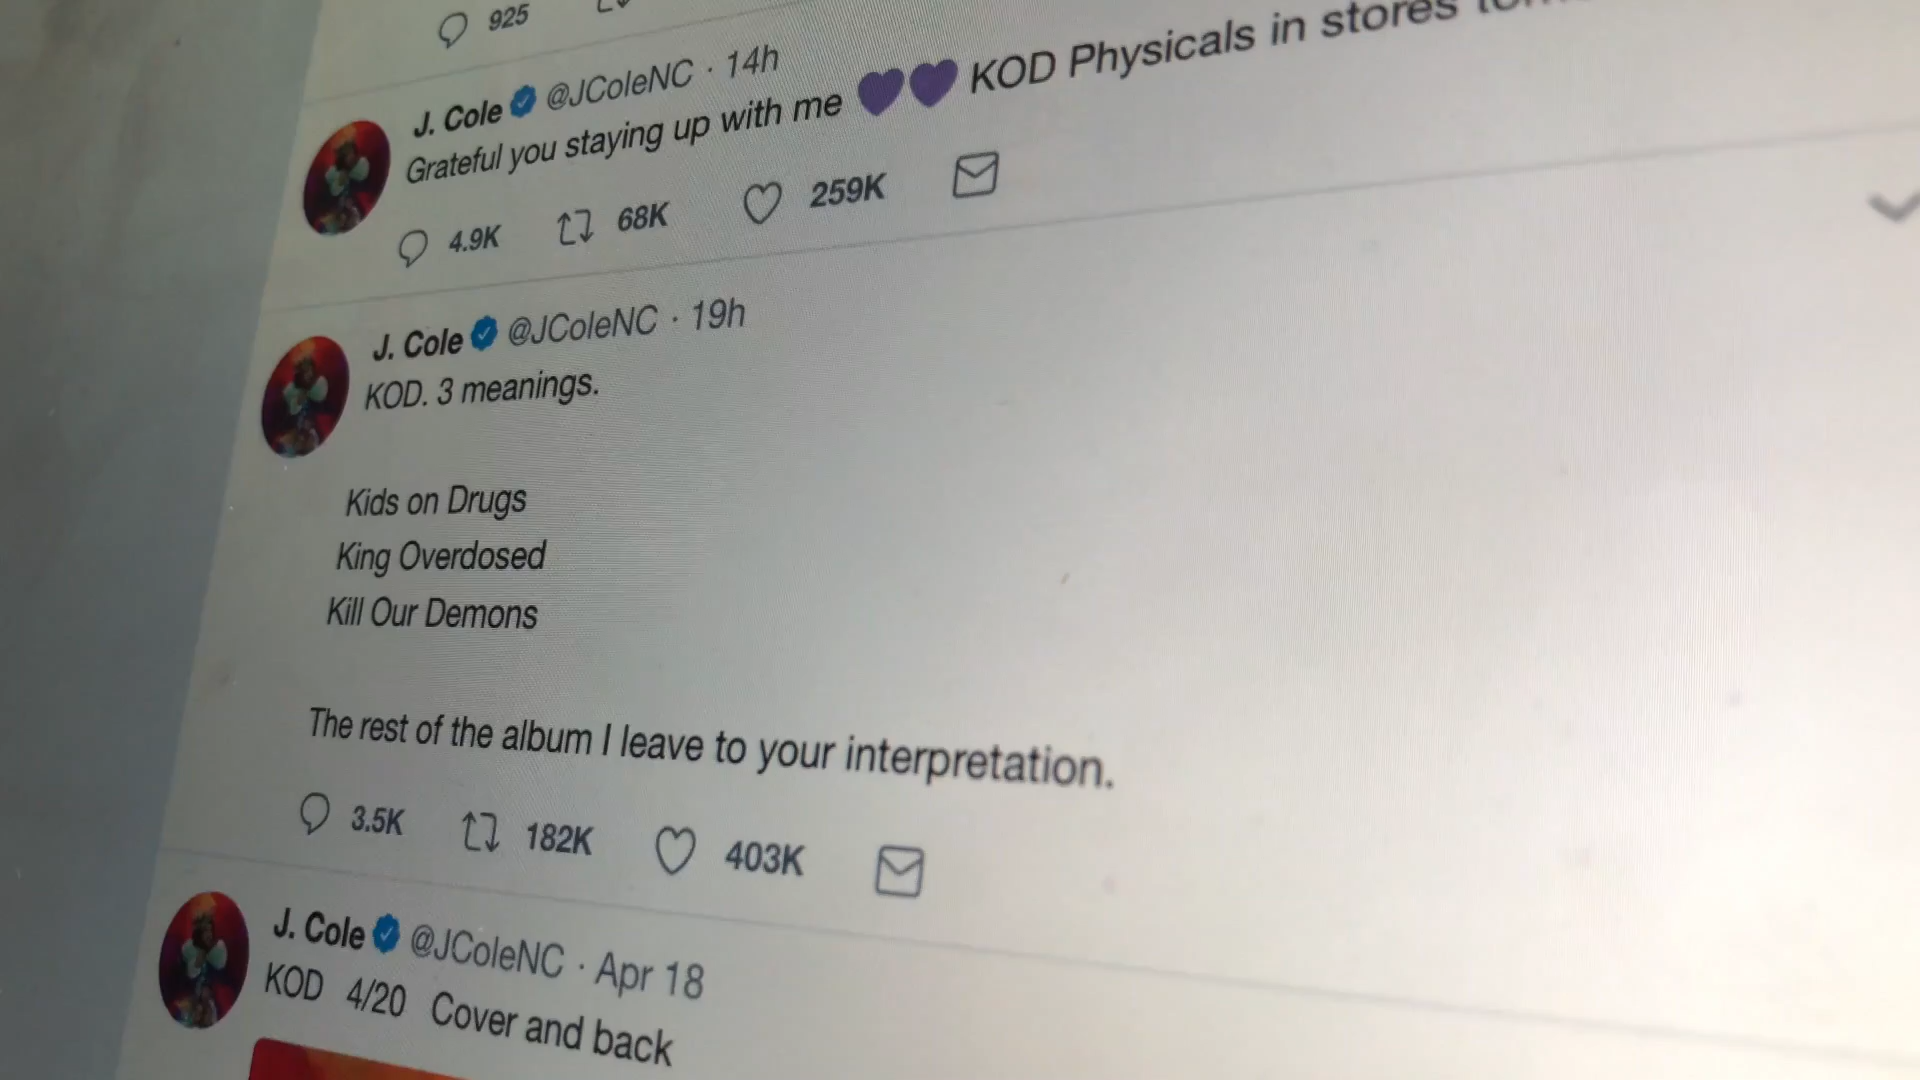 925
J. Cole @JColeNC · 14h
Grateful you staying up with me 💜💜 KOD Physicals in stores
4.9K 68K 259K
J. Cole @JColeNC · 19h
KOD. 3 meanings.
Kids on Drugs
King Overdosed
Kill Our Demons
The rest of the album I leave to your interpretation.
3.5K 182K 403K
J. Cole @JColeNC · Apr 18
KOD 4/20 Cover and back